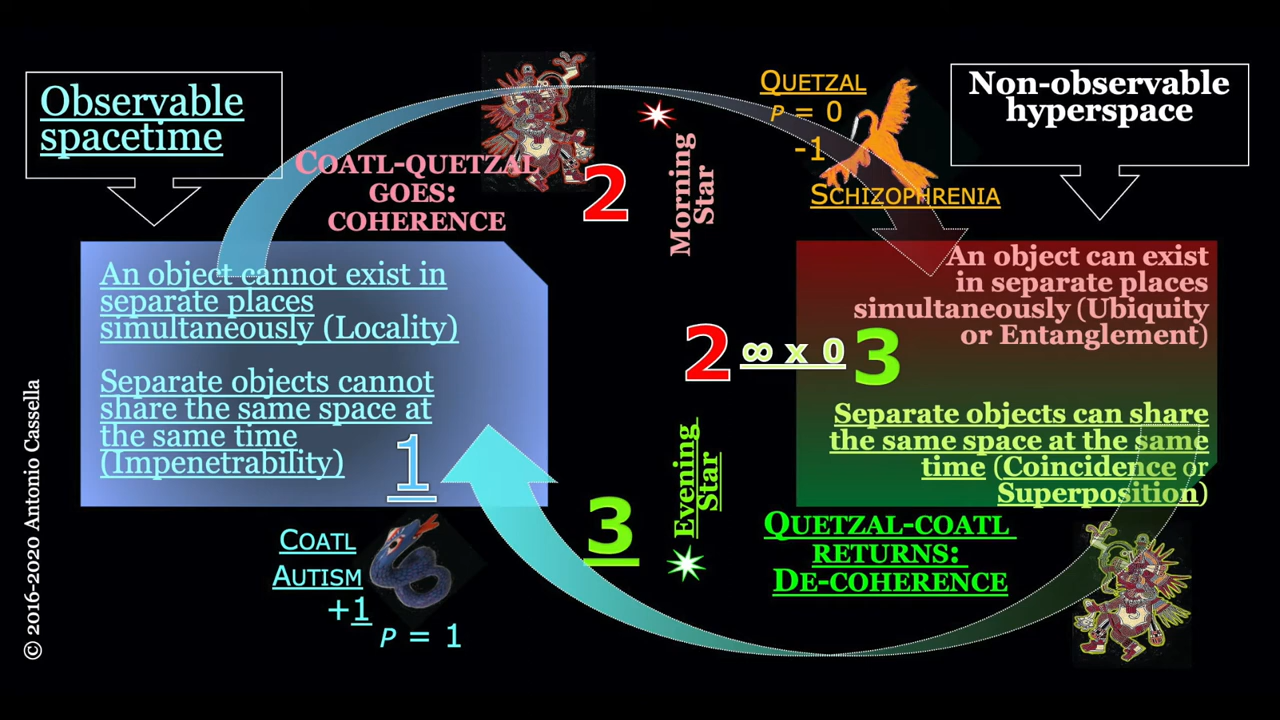 Observable
spacetime
COATL-QUETZAL
GOES:
COHERENCE
2
Morning
Star
QUETZAL
P = 0
-1
SCHIZOPHRENIA
Non-observable
hyperspace
An object cannot exist in
separate places
simultaneously (Locality)
Separate objects cannot
share the same space at
the same time
(Impenetrability)
1
2 ∞ x 0 3
An object can exist
in separate places
simultaneously (Ubiquity
or Entanglement)
Separate objects can share
the same space at the same
time (Coincidence or
Superposition)
COATL
AUTISM
+1
P = 1
3
Evening
Star
QUETZAL-COATL
RETURNS:
DE-COHERENCE
© 2016-2020 Antonio Cassella